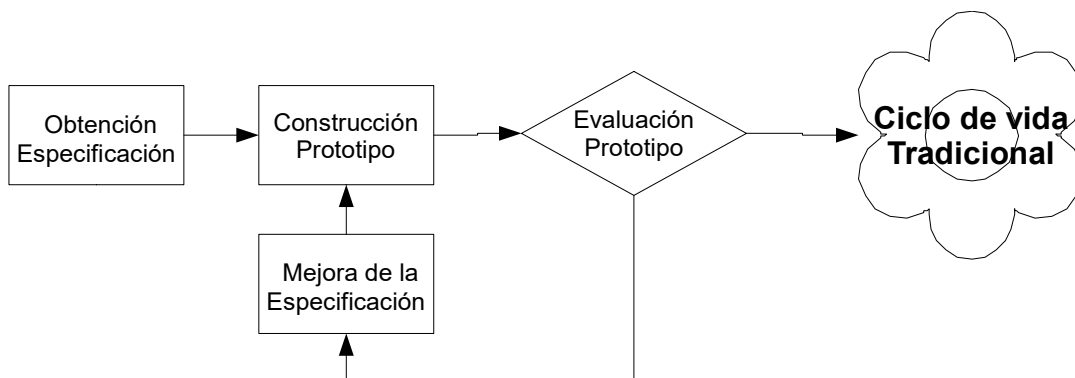 Obtención
Especificación
Construcción
Prototipo
Evaluación
Prototipo
Ciclo de vida
Tradicional
Mejora de la
Especificación